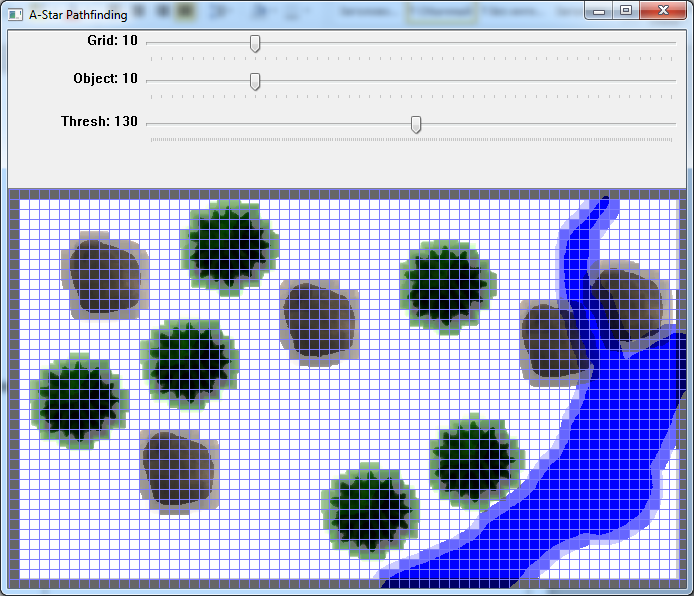 A-Star Pathfinding
Grid: 10
Object: 10
Thresh: 130